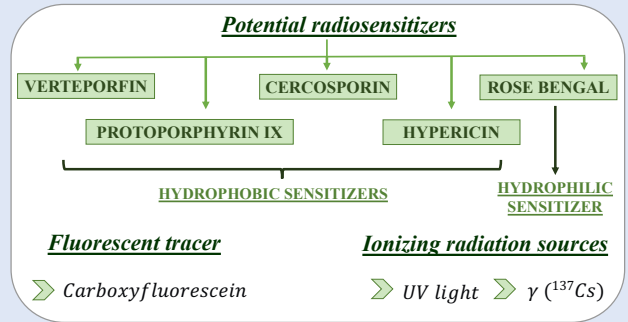 Potential radiosensitizers
VERTEPORFIN
CERCOSPORIN
ROSE BENGAL
PROTOPORPHYRIN IX
HYPERICIN
HYDROPHOBIC SENSITIZERS
HYDROPHILIC
SENSITIZER
Fluorescent tracer
Ionizing radiation sources
Carboxyfluorescein
UV light
γ (¹³⁷Cs)